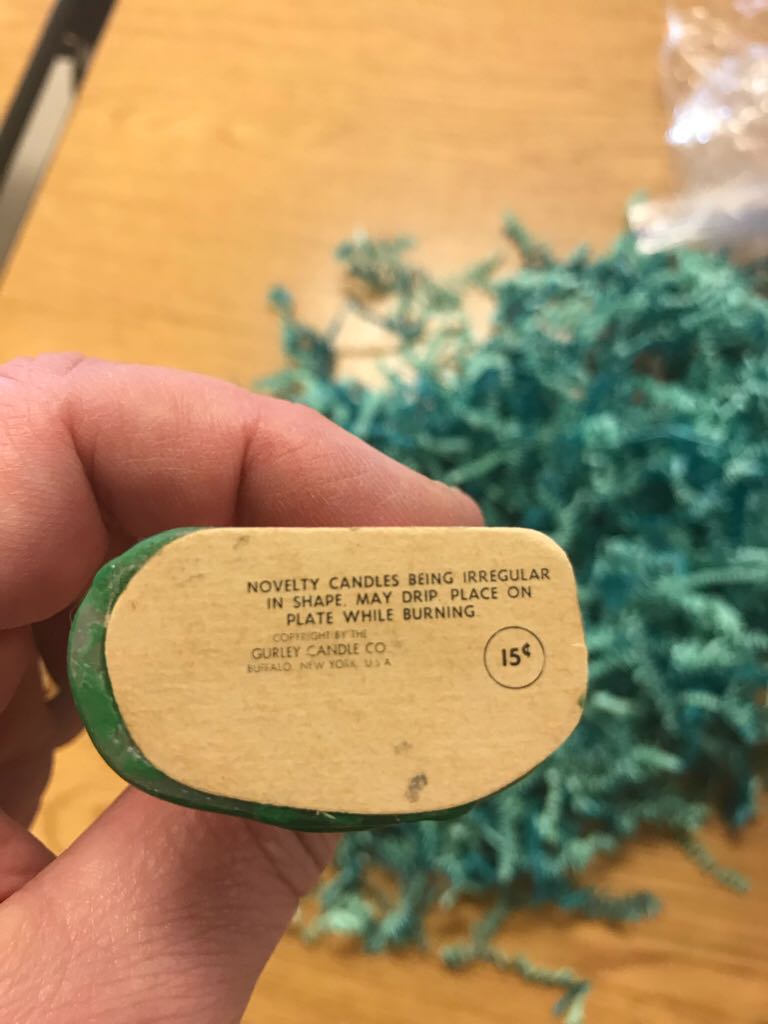 NOVELTY CANDLES BEING IRREGULAR
IN SHAPE, MAY DRIP. PLACE ON
PLATE WHILE BURNING
COPYRIGHT BY THE
GURLEY CANDLE CO
BUFFALO, NEW YORK, U.S.A
15¢